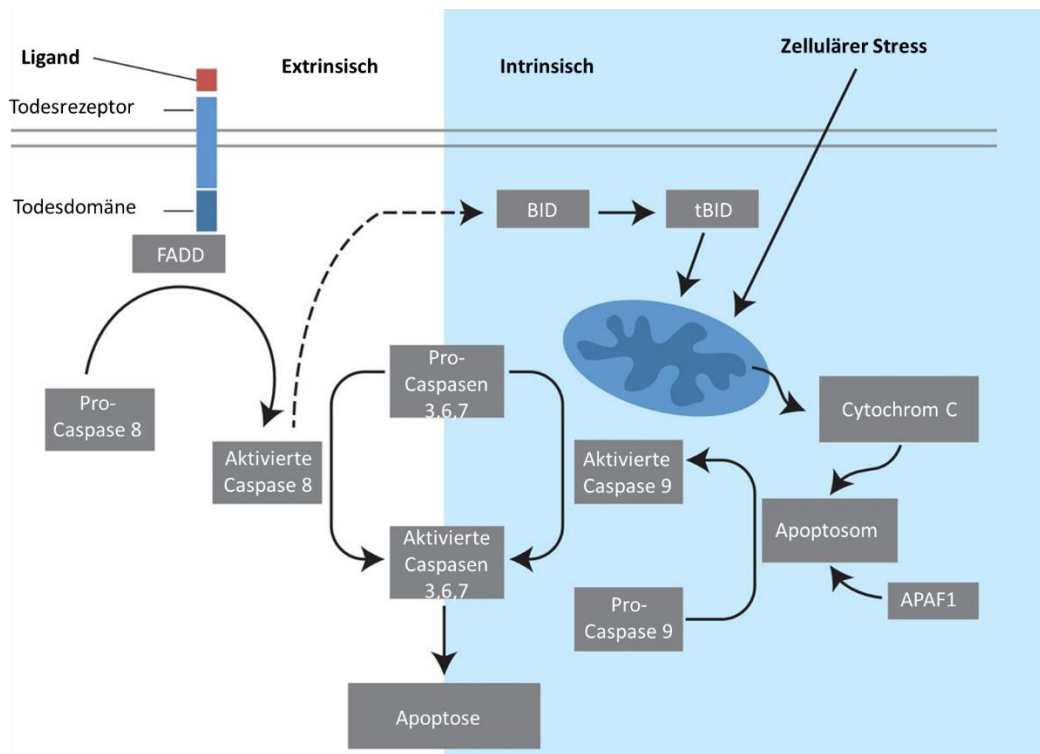 Ligand
Extrinsisch
Intrinsisch
Zellulärer Stress
Todesrezeptor
Todesdomäne
FADD
BID
tBID
Pro-
Caspase 8
Aktivierte
Caspase 8
Pro-
Caspasen
3,6,7
Aktivierte
Caspasen
3,6,7
Aktivierte
Caspase 9
Pro-
Caspase 9
Cytochrom C
Apoptosom
APAF1
Apoptose